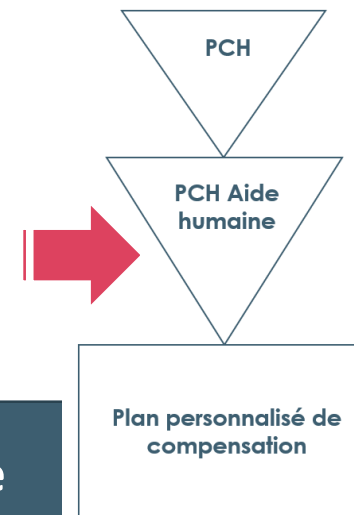 PCH
PCH Aide
humaine
Plan personnalisé de
compensation
e